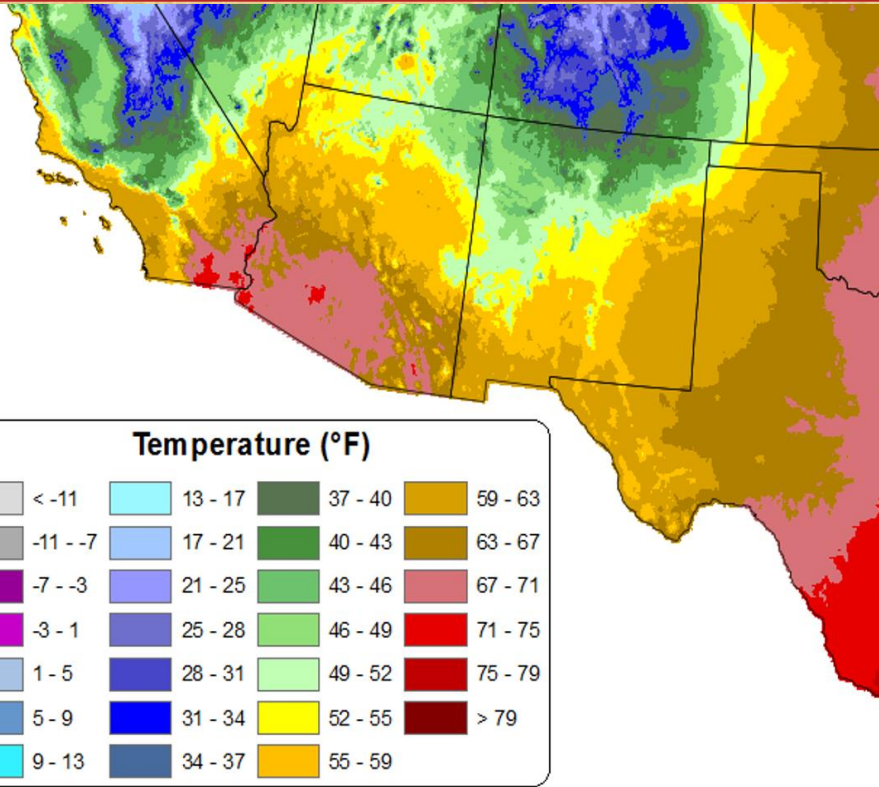 Temperature (°F)
< -11 13 - 17 37 - 40 59 - 63
-11 - -7 17 - 21 40 - 43 63 - 67
-7 - -3 21 - 25 43 - 46 67 - 71
-3 - 1 25 - 28 46 - 49 71 - 75
1 - 5 28 - 31 49 - 52 75 - 79
5 - 9 31 - 34 52 - 55 > 79
9 - 13 34 - 37 55 - 59